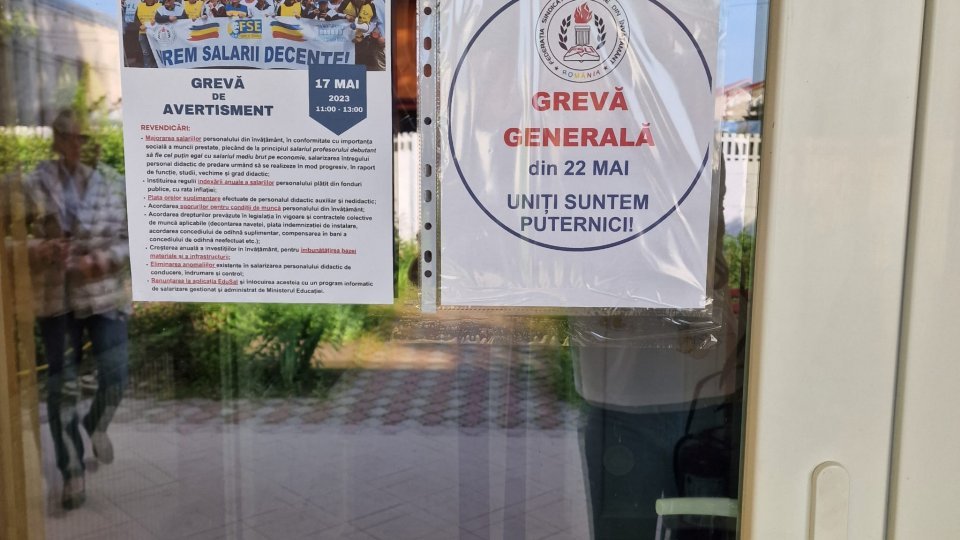 FSE
VREM SALARII DECENTE!
GREVĂ
DE
AVERTISMENT
17 MAI
2023
11:00 - 13:00
REVENDICĂRI:
• Majorarea salariilor personalului din învățământ, în conformitate cu importanța
socială a muncii prestate, plecând de la principiul salariul profesorului debutant
să fie cel puțin egal cu salariul mediu brut pe economie, salarizarea întregului
personal didactic de predare urmând să se realizeze în mod progresiv, în raport
de funcție, studii, vechime și grad didactic;
• Instituirea regulii indexării anuale a salariilor personalului plătit din fonduri
publice, cu rata inflației;
• Plata orelor suplimentare efectuate de personalul didactic auxiliar și nedidactic;
• Acordarea sporurilor pentru condiții de muncă personalului din învățământ;
• Acordarea drepturilor prevăzute în legislația în vigoare și contractele colective
de muncă aplicabile (decontarea navetei, plata indemnizației de instalare,
acordarea concediului de odihnă suplimentar, compensarea în bani a
concediului de odihnă neefectuat etc.);
• Creșterea anuală a investițiilor în învățământ, pentru îmbunătățirea bazei
materiale și a infrastructurii;
• Eliminarea anomaliilor existente în salarizarea personalului didactic de
conducere, îndrumare și control;
• Renunțarea la aplicația EduSal și înlocuirea acesteia cu un program informatic
de salarizare gestionat și administrat de Ministerul Educației.
FEDERAȚIA SINDICATELOR DIN ÎNVĂȚĂMÂNT
ROMÂNIA
GREVĂ
GENERALĂ
din 22 MAI
UNIȚI SUNTEM
PUTERNICI!